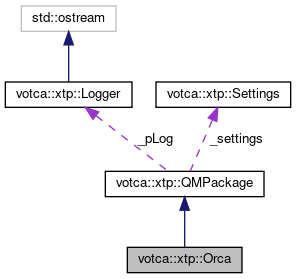 std::ostream
votca::xtp::Logger
votca::xtp::Settings
_pLog
_settings
votca::xtp::QMPackage
votca::xtp::Orca